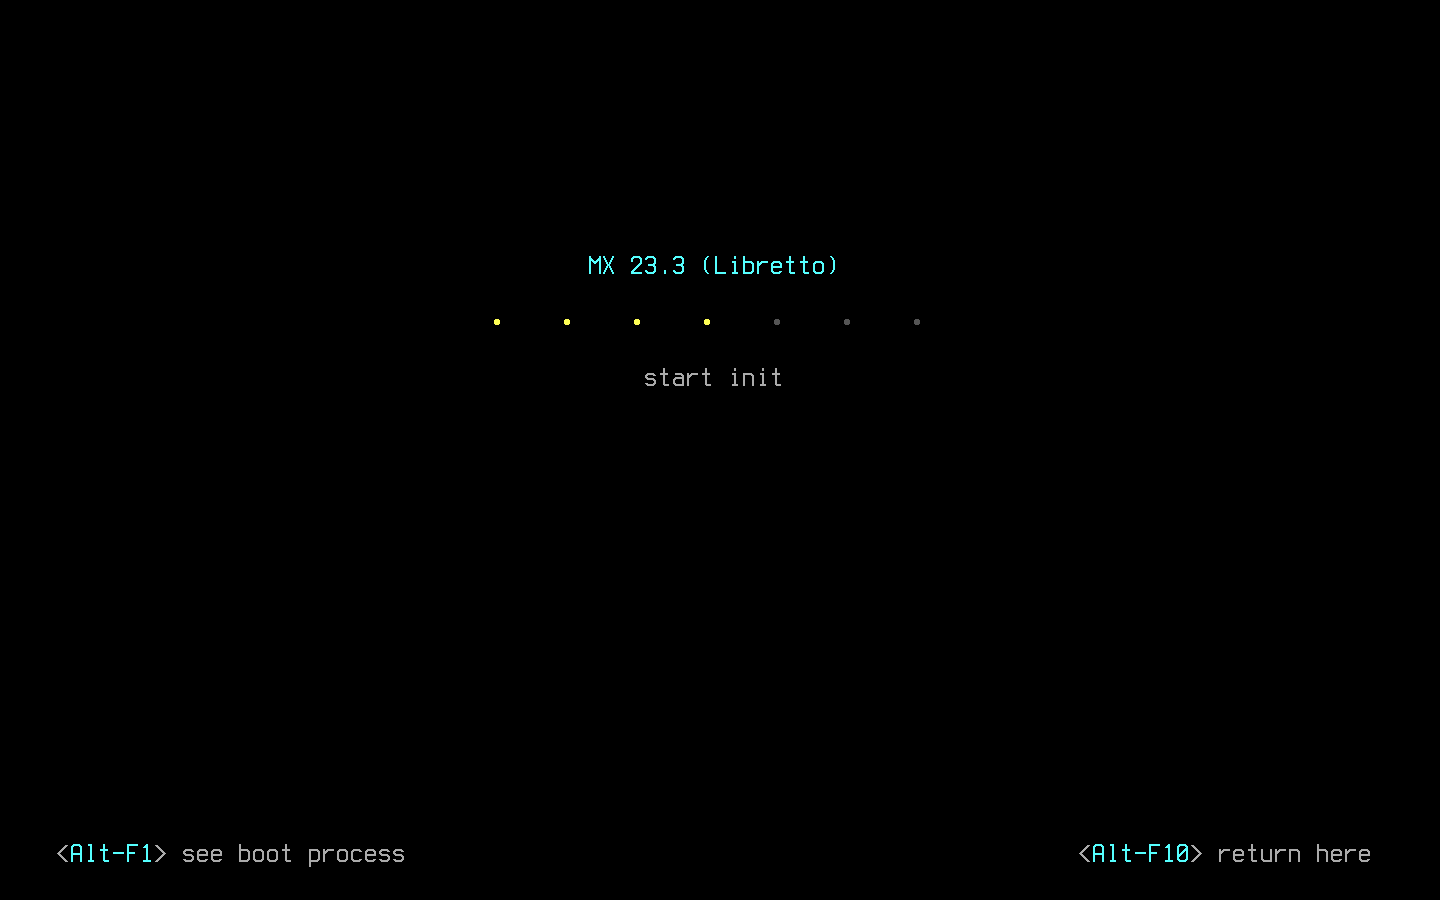 MX 23.3 (Libretto)
start init
<Alt-F1> see boot process
<Alt-F10> return here